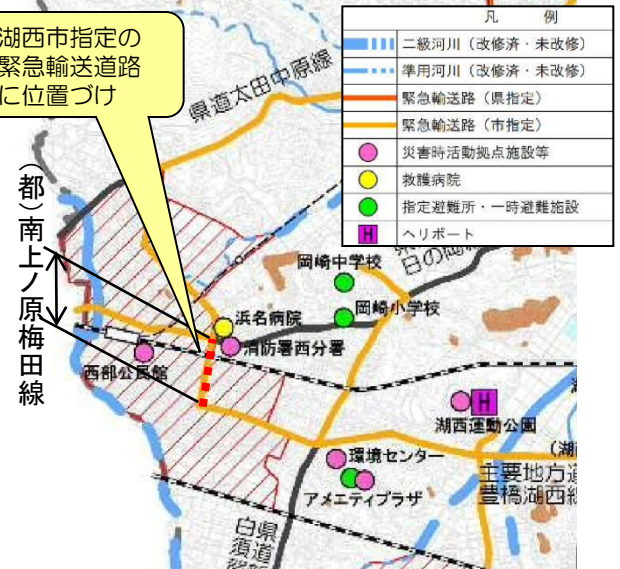 湖西市指定の
緊急輸送道路
に位置づけ
凡　例
二級河川（改修済・未改修）
準用河川（改修済・未改修）
緊急輸送路（県指定）
緊急輸送路（市指定）
災害時活動拠点施設等
救護病院
指定避難所・一時避難施設
H
ヘリポート
県道太田中原線
（都）南上ノ原梅田線
岡崎中学校
日の岡
岡崎小学校
浜名病院
消防署西分署
西部公民館
H
湖西運動公園
環境センター
アメニティプラザ
主要地方道
豊橋湖西線
県道
白須